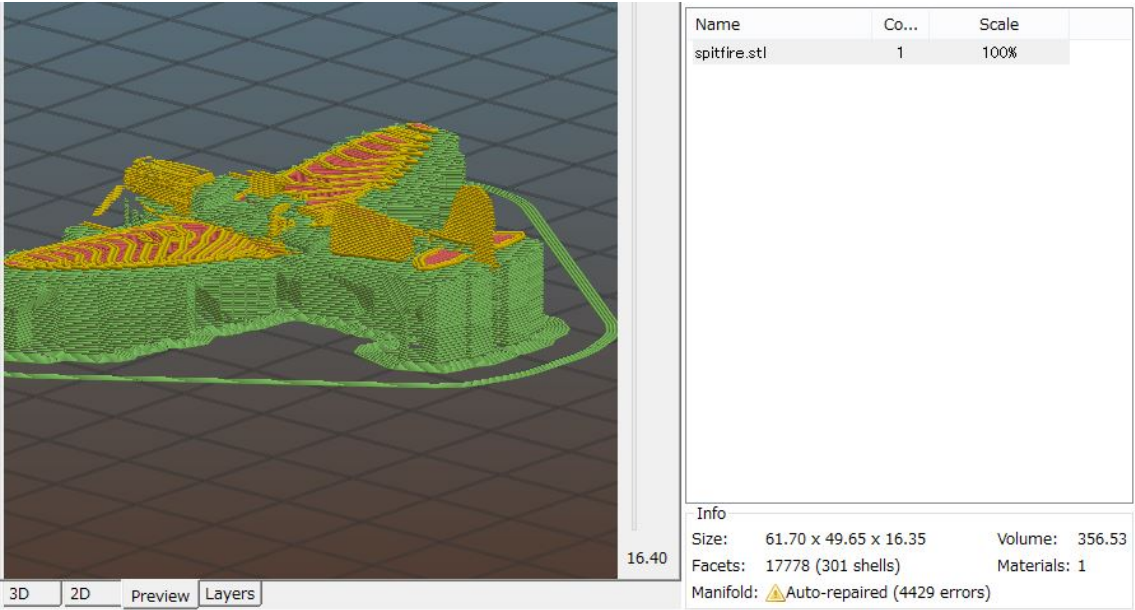 Name Co... Scale
spitfire.stl 1 100%
16.40
3D 2D Preview Layers
Info
Size: 61.70 x 49.65 x 16.35 Volume: 356.53
Facets: 17778 (301 shells) Materials: 1
Manifold: Auto-repaired (4429 errors)